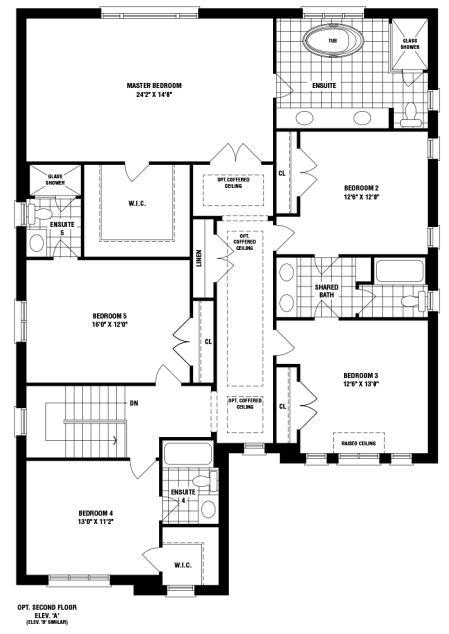 MASTER BEDROOM
24'2" X 14'8"
TUB
GLASS
SHOWER
ENSUITE
OPT.COFFERED
CEILING
CL
BEDROOM 2
12'6" X 12'0"
GLASS
SHOWER
ENSUITE
5
W.I.C.
LINEN
OPT.
COFFERED
CEILING
SHARED
BATH
BEDROOM 5
16'0" X 12'0"
CL
BEDROOM 3
12'6" X 13'0"
CL
OPT. COFFERED
CEILING
DN
RAISED CEILING
ENSUITE
4
BEDROOM 4
13'0" X 11'2"
W.I.C.
OPT. SECOND FLOOR
ELEV. 'A'
(ELEV. 'B' SIMILAR)